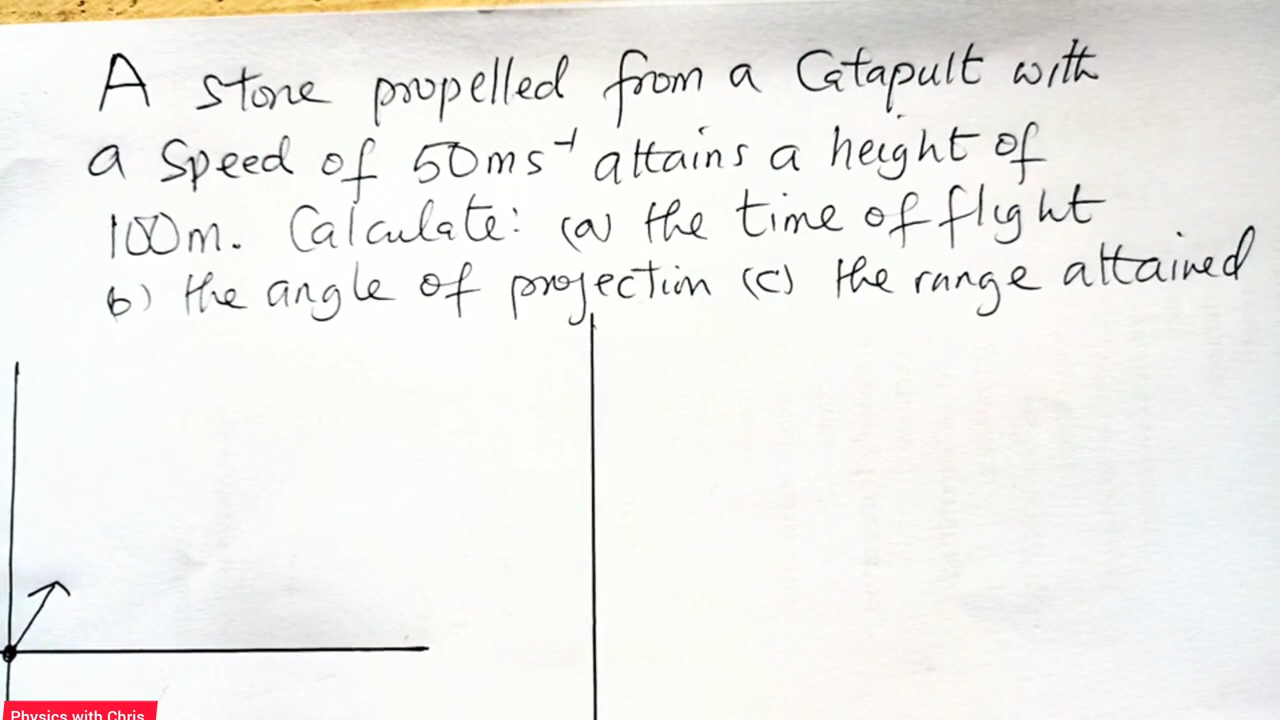 A stone propelled from a Catapult with
a speed of 50ms⁻¹ attains a height of
100m. Calculate: (a) the time of flight
b) the angle of projection (c) the range attained
Physics with Chris